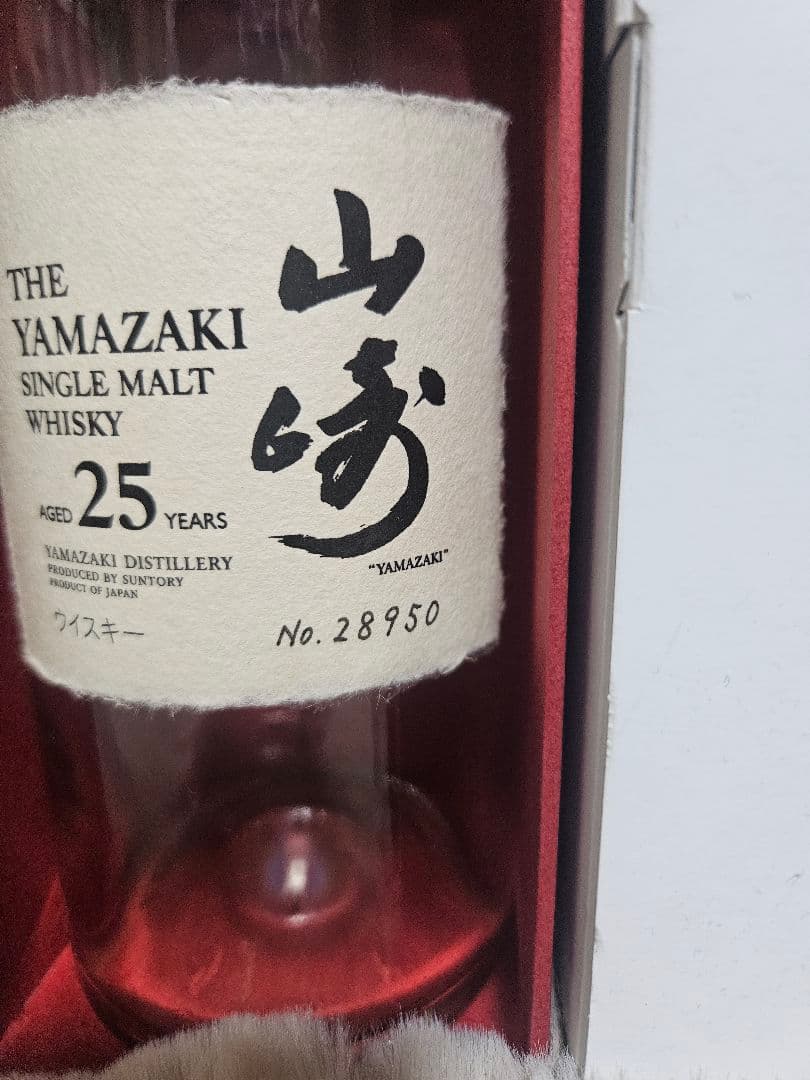 THE
YAMAZAKI
SINGLE MALT
WHISKY
AGED 25 YEARS
YAMAZAKI DISTILLERY
PRODUCED BY SUNTORY
PRODUCT OF JAPAN
ウイスキー
山崎
“YAMAZAKI”
No. 28950